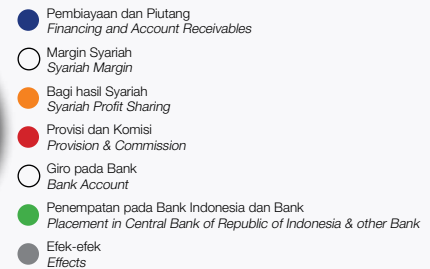 Pembiayaan dan Piutang
Financing and Account Receivables
Margin Syariah
Syariah Margin
Bagi hasil Syariah
Syariah Profit Sharing
Provisi dan Komisi
Provision & Commission
Giro pada Bank
Bank Account
Penempatan pada Bank Indonesia dan Bank
Placement in Central Bank of Republic of Indonesia & other Bank
Efek-efek
Effects